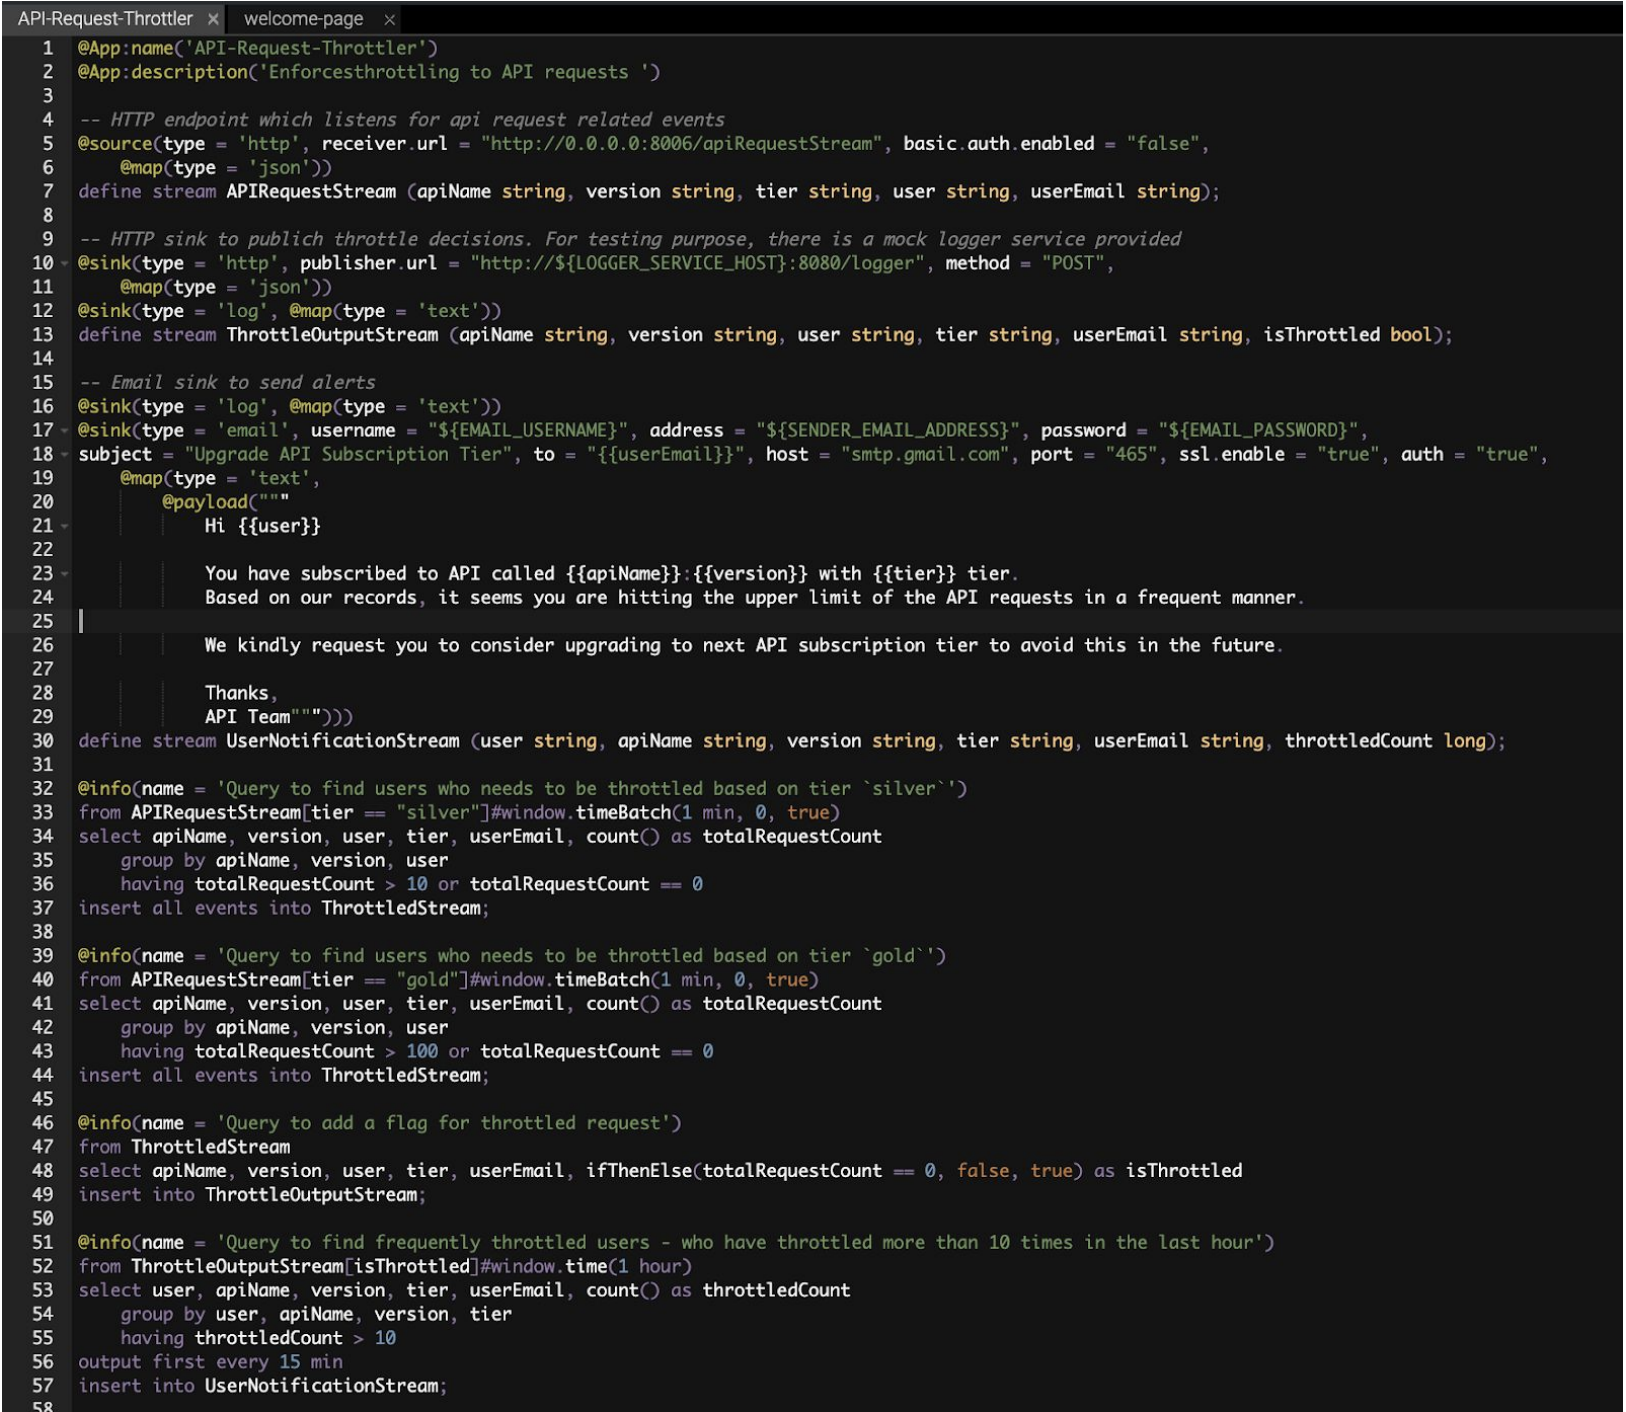 API-Request-Throttler × welcome-page ×
1 @App:name('API-Request-Throttler')
2 @App:description('Enforcesthrottling to API requests ')
3
4 -- HTTP endpoint which listens for api request related events
5 @source(type = 'http', receiver.url = "http://0.0.0.0:8006/apiRequestStream", basic.auth.enabled = "false",
6     @map(type = 'json'))
7 define stream APIRequestStream (apiName string, version string, tier string, user string, userEmail string);
8
9 -- HTTP sink to publich throttle decisions. For testing purpose, there is a mock logger service provided
10 @sink(type = 'http', publisher.url = "http://${LOGGER_SERVICE_HOST}:8080/logger", method = "POST",
11     @map(type = 'json'))
12 @sink(type = 'log', @map(type = 'text'))
13 define stream ThrottleOutputStream (apiName string, version string, user string, tier string, userEmail string, isThrottled bool);
14
15 -- Email sink to send alerts
16 @sink(type = 'log', @map(type = 'text'))
17 @sink(type = 'email', username = "${EMAIL_USERNAME}", address = "${SENDER_EMAIL_ADDRESS}", password = "${EMAIL_PASSWORD}",
18 subject = "Upgrade API Subscription Tier", to = "{{userEmail}}", host = "smtp.gmail.com", port = "465", ssl.enable = "true", auth = "true",
19     @map(type = 'text',
20         @payload("""
21             Hi {{user}}
22
23             You have subscribed to API called {{apiName}}:{{version}} with {{tier}} tier.
24             Based on our records, it seems you are hitting the upper limit of the API requests in a frequent manner.
25
26             We kindly request you to consider upgrading to next API subscription tier to avoid this in the future.
27
28             Thanks,
29             API Team""")))
30 define stream UserNotificationStream (user string, apiName string, version string, tier string, userEmail string, throttledCount long);
31
32 @info(name = 'Query to find users who needs to be throttled based on tier `silver`')
33 from APIRequestStream[tier == "silver"]#window.timeBatch(1 min, 0, true)
34 select apiName, version, user, tier, userEmail, count() as totalRequestCount
35     group by apiName, version, user
36     having totalRequestCount > 10 or totalRequestCount == 0
37 insert all events into ThrottledStream;
38
39 @info(name = 'Query to find users who needs to be throttled based on tier `gold`')
40 from APIRequestStream[tier == "gold"]#window.timeBatch(1 min, 0, true)
41 select apiName, version, user, tier, userEmail, count() as totalRequestCount
42     group by apiName, version, user
43     having totalRequestCount > 100 or totalRequestCount == 0
44 insert all events into ThrottledStream;
45
46 @info(name = 'Query to add a flag for throttled request')
47 from ThrottledStream
48 select apiName, version, user, tier, userEmail, ifThenElse(totalRequestCount == 0, false, true) as isThrottled
49 insert into ThrottleOutputStream;
50
51 @info(name = 'Query to find frequently throttled users - who have throttled more than 10 times in the last hour')
52 from ThrottleOutputStream[isThrottled]#window.time(1 hour)
53 select user, apiName, version, tier, userEmail, count() as throttledCount
54     group by user, apiName, version, tier
55     having throttledCount > 10
56 output first every 15 min
57 insert into UserNotificationStream;
58